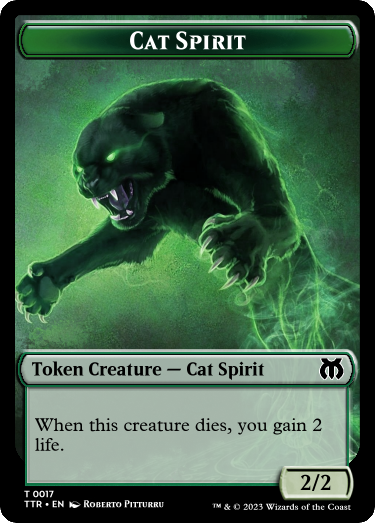 Cat Spirit
Token Creature — Cat Spirit
When this creature dies, you gain 2
life.
2/2
T 0017
TTR • EN Roberto Pitturru
™ & © 2023 Wizards of the Coast